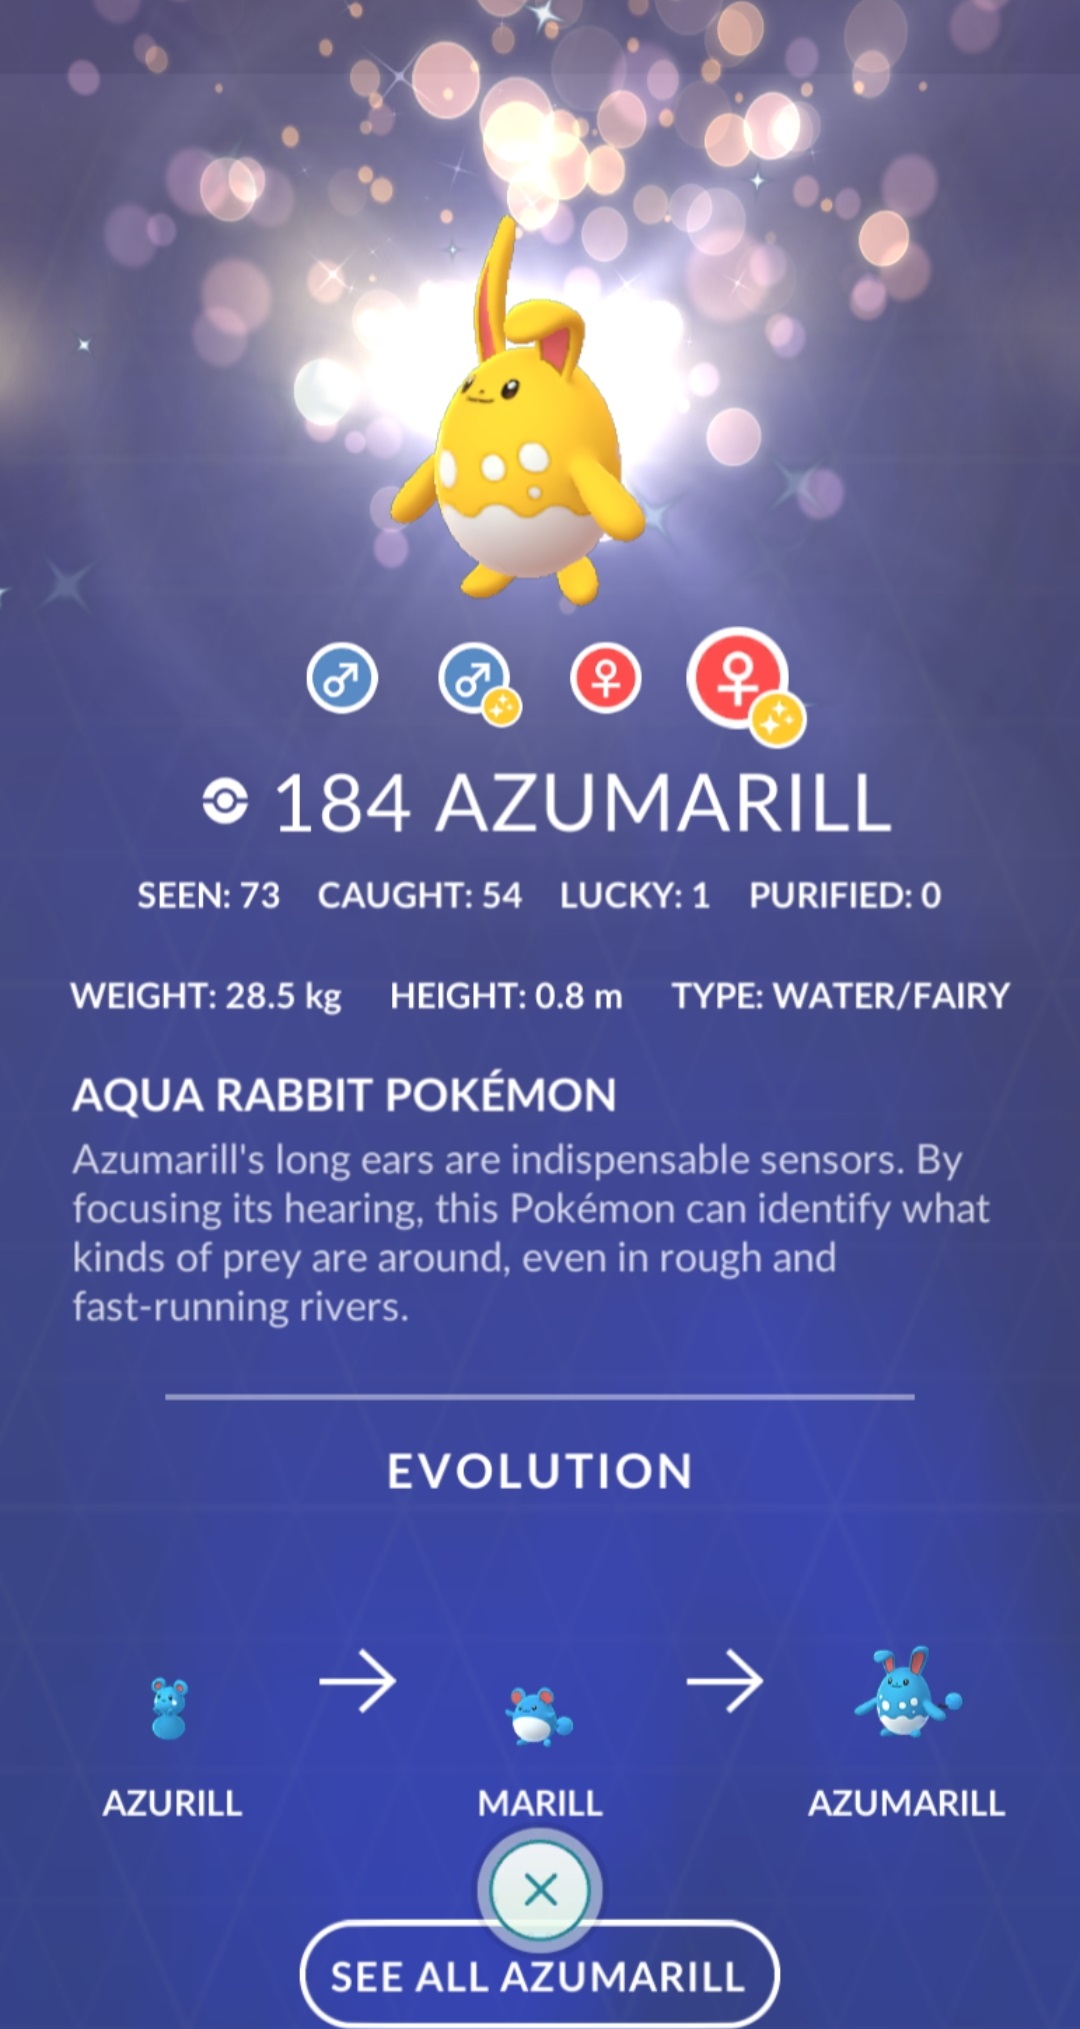 184 AZUMARILL
SEEN: 73 CAUGHT: 54 LUCKY: 1 PURIFIED: 0
WEIGHT: 28.5 kg HEIGHT: 0.8 m TYPE: WATER/FAIRY
AQUA RABBIT POKÉMON
Azumarill's long ears are indispensable sensors. By
focusing its hearing, this Pokémon can identify what
kinds of prey are around, even in rough and
fast-running rivers.
EVOLUTION
AZURILL MARILL AZUMARILL
SEE ALL AZUMARILL